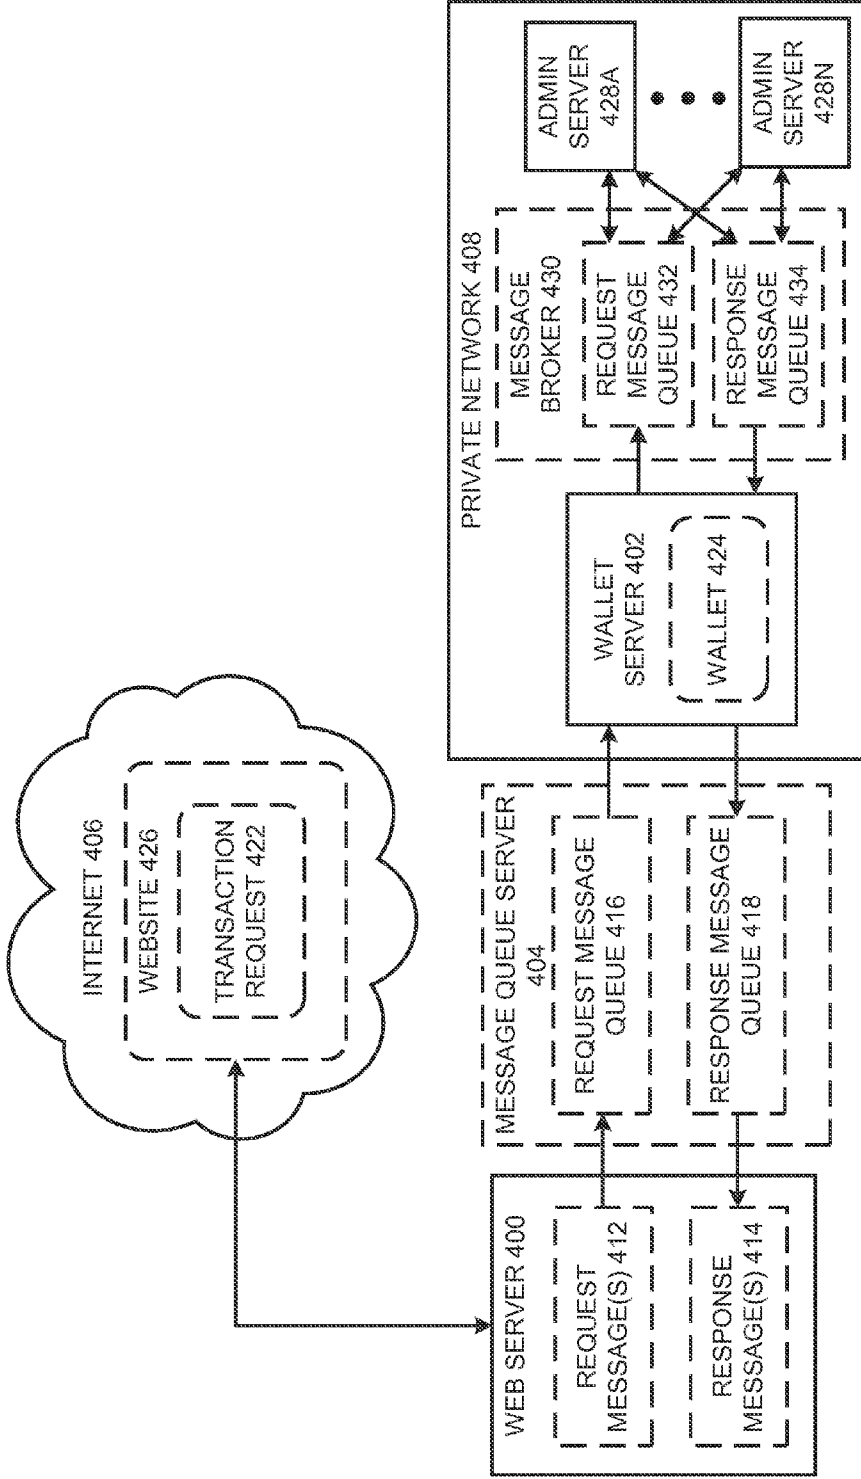 INTERNET 406
WEBSITE 426
TRANSACTION
REQUEST 422
WEB SERVER 400
REQUEST
MESSAGE(S) 412
RESPONSE
MESSAGE(S) 414
MESSAGE QUEUE SERVER
404
REQUEST MESSAGE
QUEUE 416
RESPONSE MESSAGE
QUEUE 418
PRIVATE NETWORK 408
WALLET
SERVER 402
WALLET 424
MESSAGE
BROKER 430
REQUEST
MESSAGE
QUEUE 432
RESPONSE
MESSAGE
QUEUE 434
ADMIN
SERVER
428A
ADMIN
SERVER
428N